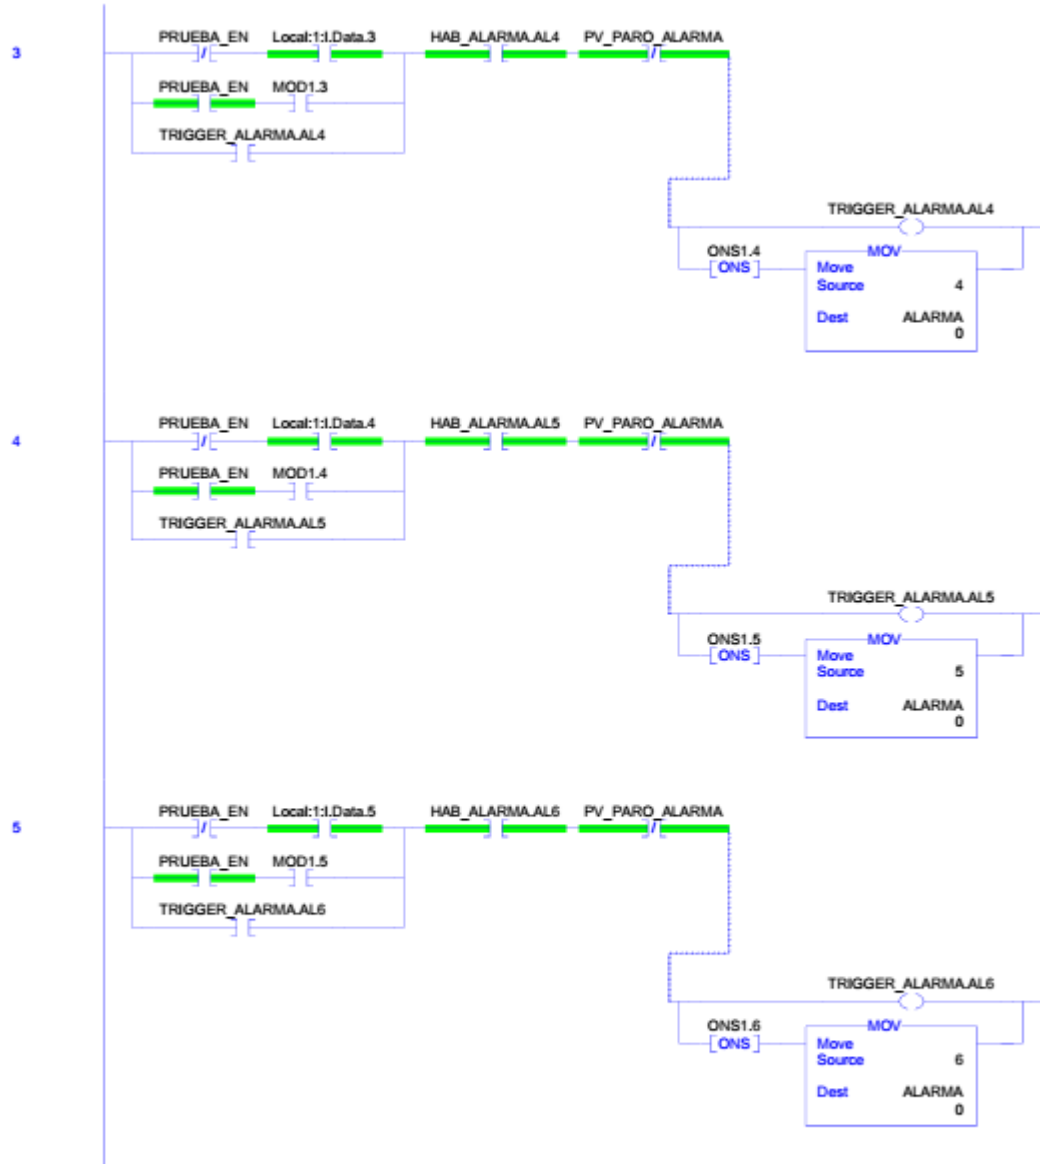 3
PRUEBA_EN Local:1:I.Data.3 HAB_ALARMA.AL4 PV_PARO_ALARMA
PRUEBA_EN MOD1.3
TRIGGER_ALARMA.AL4
TRIGGER_ALARMA.AL4
ONS1.4
ONS
MOV
Move
Source 4
Dest ALARMA
0
4
PRUEBA_EN Local:1:I.Data.4 HAB_ALARMA.AL5 PV_PARO_ALARMA
PRUEBA_EN MOD1.4
TRIGGER_ALARMA.AL5
TRIGGER_ALARMA.AL5
ONS1.5
ONS
MOV
Move
Source 5
Dest ALARMA
0
5
PRUEBA_EN Local:1:I.Data.5 HAB_ALARMA.AL6 PV_PARO_ALARMA
PRUEBA_EN MOD1.5
TRIGGER_ALARMA.AL6
TRIGGER_ALARMA.AL6
ONS1.6
ONS
MOV
Move
Source 6
Dest ALARMA
0